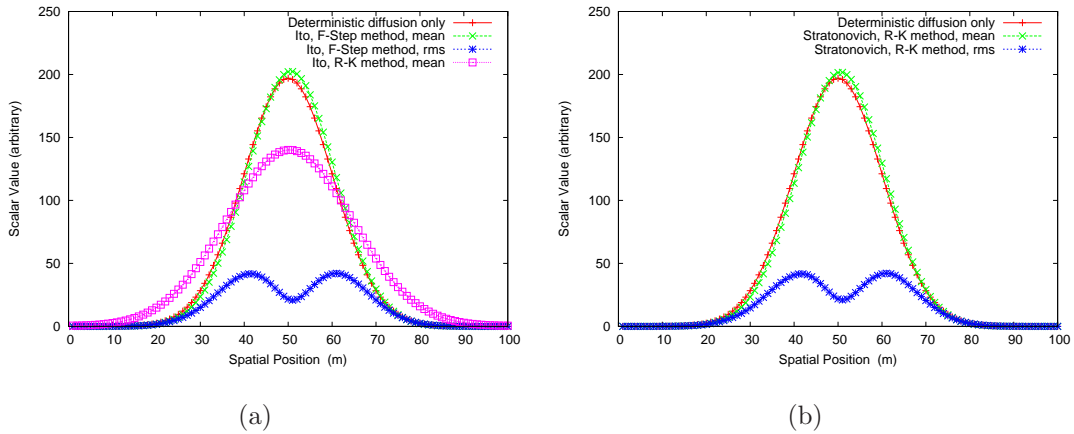 250
200
150
100
50
0
Scalar Value (arbitrary)
Deterministic diffusion only
Ito, F-Step method, mean
Ito, F-Step method, rms
Ito, R-K method, mean
0 10 20 30 40 50 60 70 80 90 100
Spatial Position (m)
(a)
250
200
150
100
50
0
Scalar Value (arbitrary)
Deterministic diffusion only
Stratonovich, R-K method, mean
Stratonovich, R-K method, rms
0 10 20 30 40 50 60 70 80 90 100
Spatial Position (m)
(b)